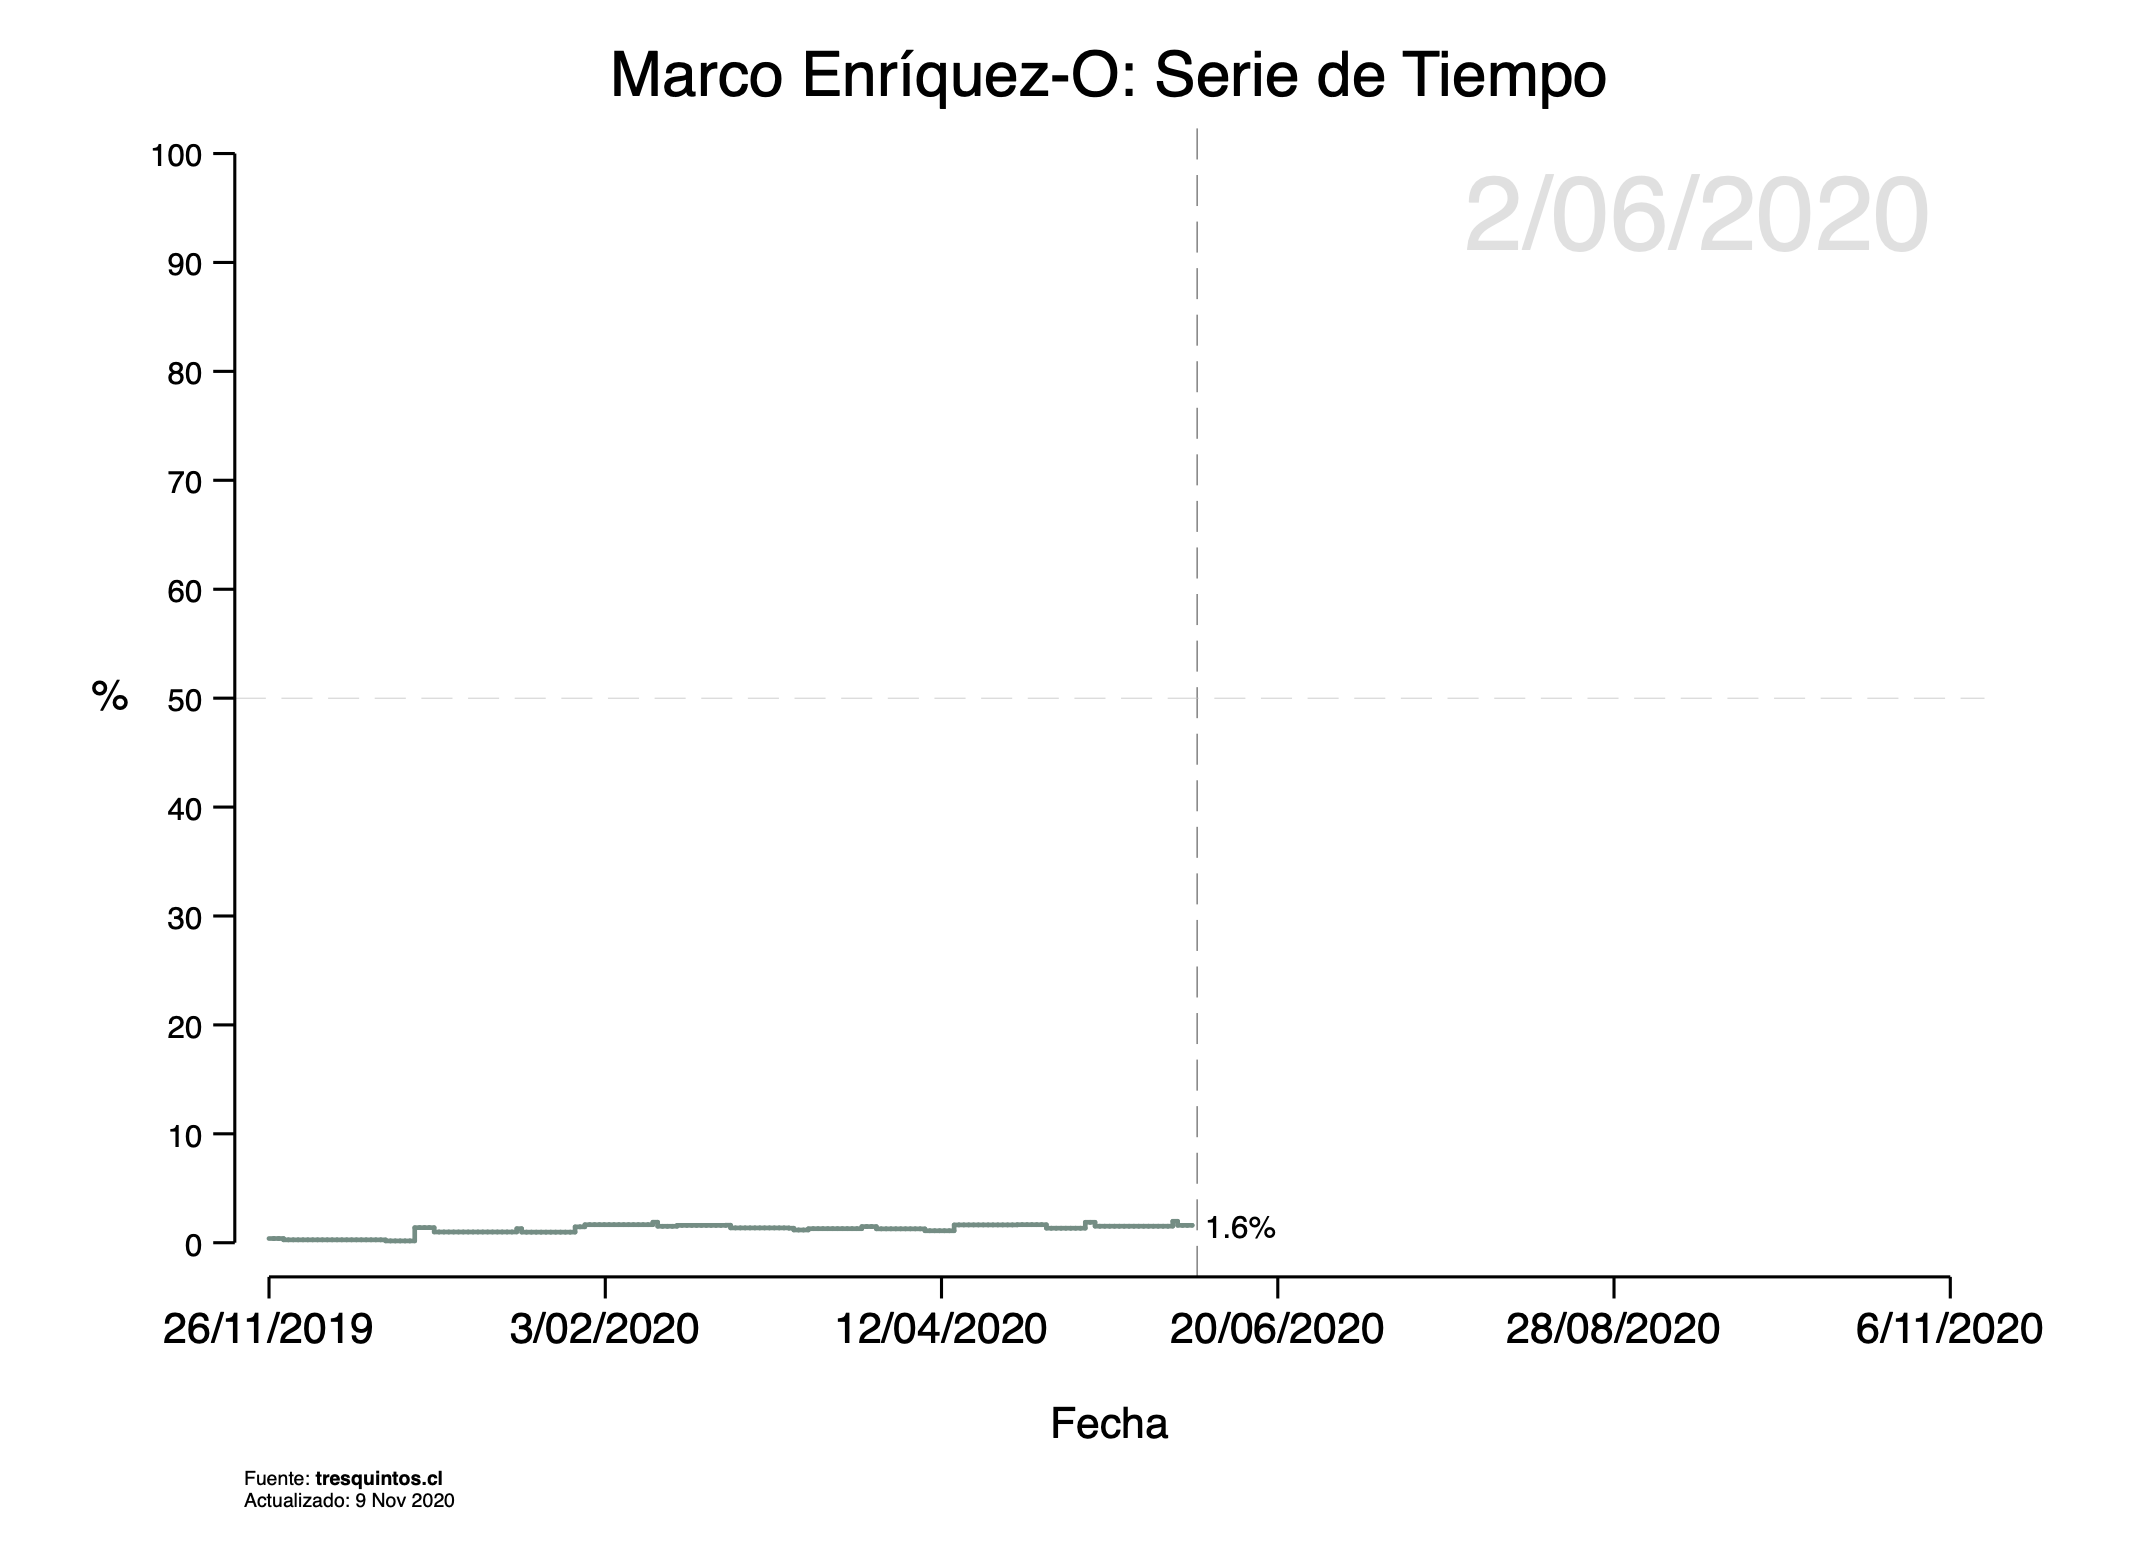 Marco Enríquez-O: Serie de Tiempo
2/06/2020
100
90
80
70
60
50
40
30
20
10
0
%
1.6%
26/11/2019 3/02/2020 12/04/2020 20/06/2020 28/08/2020 6/11/2020
Fecha
Fuente: tresquintos.cl
Actualizado: 9 Nov 2020